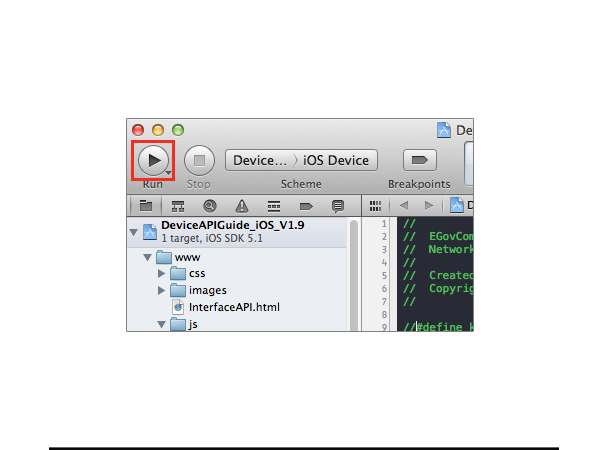 De
Device... 〉iOS Device
Run Stop Scheme Breakpoints
D
DeviceAPIGuide_iOS_V1.9
1 target, iOS SDK 5.1
www
css
images
InterfaceAPI.html
js
1 //
2 // EGovCom
3 // Network
4 //
5 // Created
6 // Copyrig
7 //
8
9 //#define k